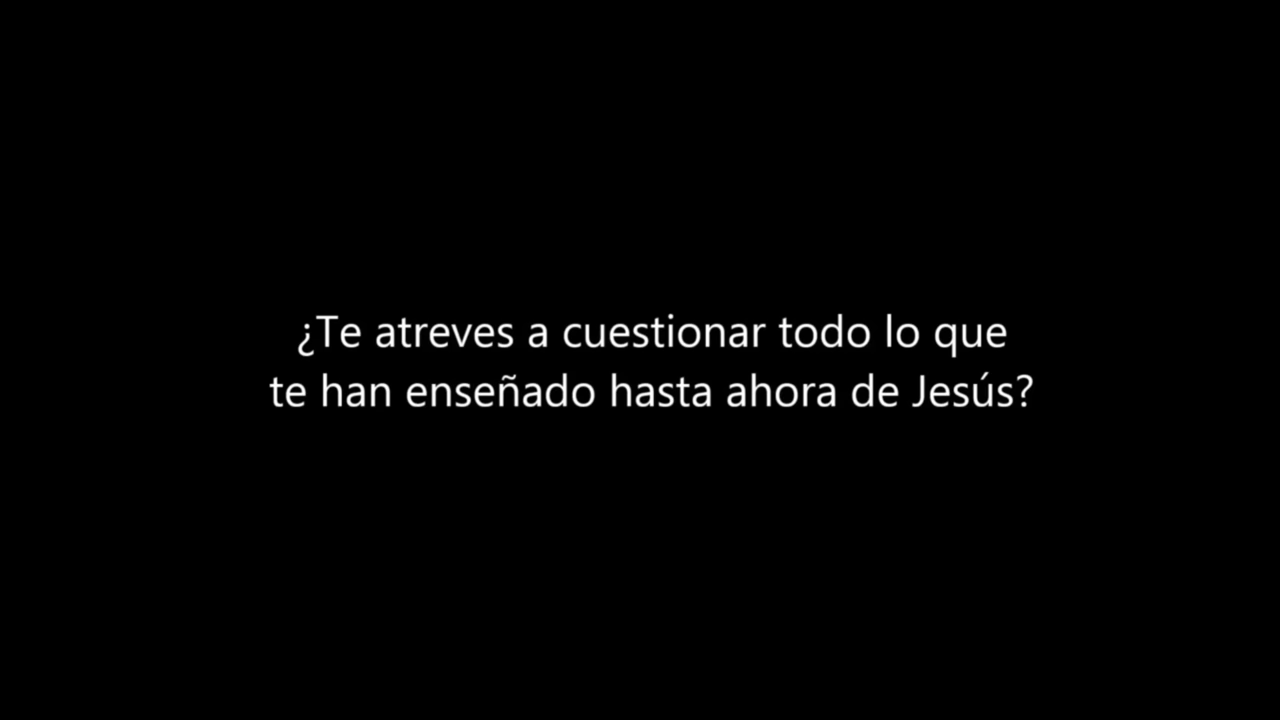 ¿Te atreves a cuestionar todo lo que
te han enseñado hasta ahora de Jesús?